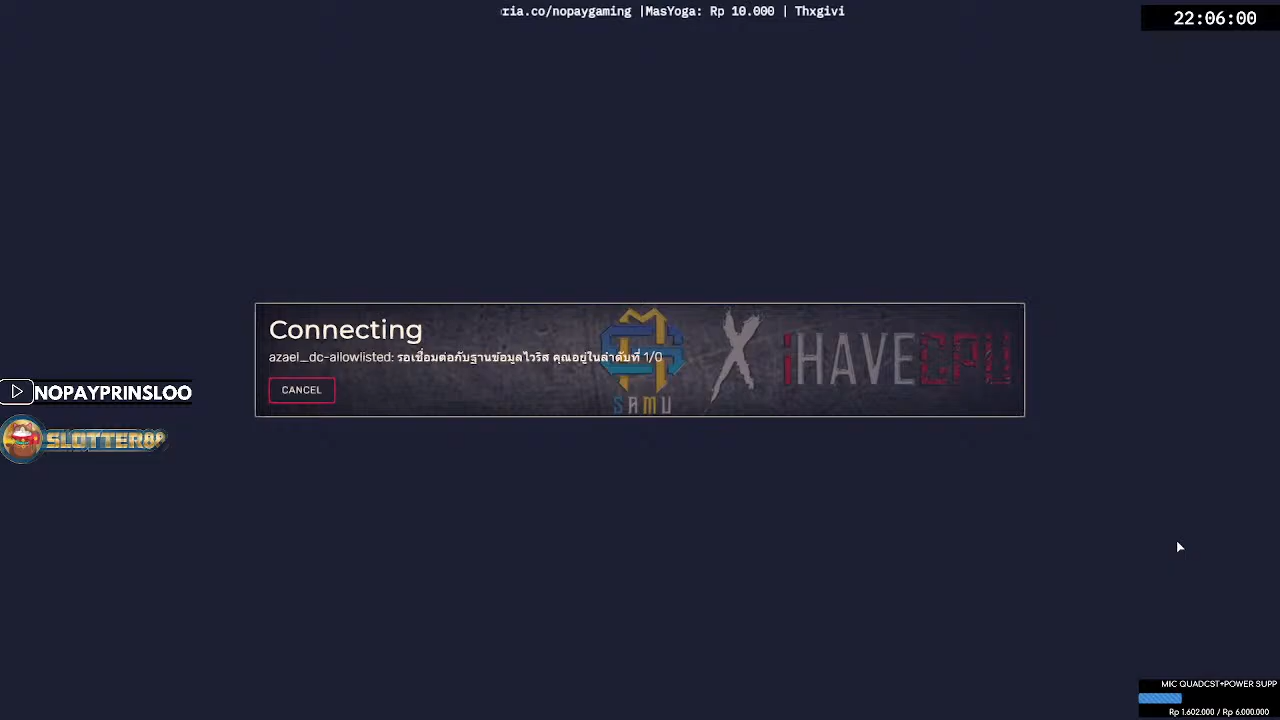 ria.co/nopaygaming |MasYoga: Rp 10.000 | Thxgivi
22:06:00
Connecting
azael_dc-allowlisted: รอเชื่อมต่อกับฐานข้อมูลไวรัส คุณอยู่ในลำดับที่ 1/0
CANCEL
SAMU
X
iHAVECPU
NOPAYPRINSLOO
SLOTTER88
MIC QUADCST+POWER SUPP
Rp 1.602.000 / Rp 6.000.000